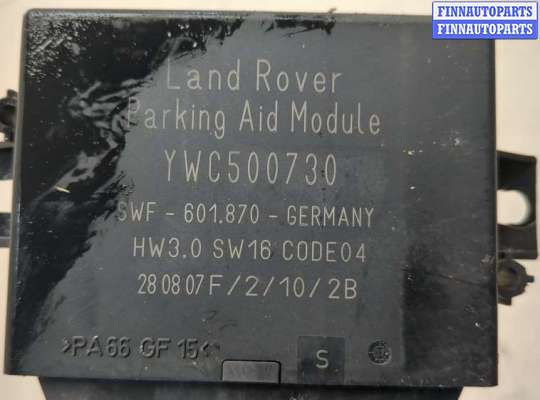 FINNAUTOPARTS
FINNAUTOPARTS
Land Rover
Parking Aid Module
YWC500730
SWF - 601.870 - GERMANY
HW3.0 SW16 CODE04
280807F/2/10/2B
>PA66 GF15<
S